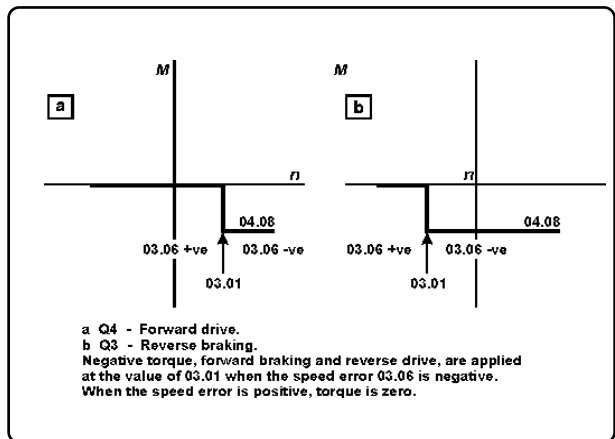 M
M
a
b
n
n
04.08
04.08
03.06 +ve
03.06 -ve
03.06 +ve
03.06 -ve
03.01
03.01
a Q4 - Forward drive.
b Q3 - Reverse braking.
Negative torque, forward braking and reverse drive, are applied
at the value of 03.01 when the speed error 03.06 is negative.
When the speed error is positive, torque is zero.